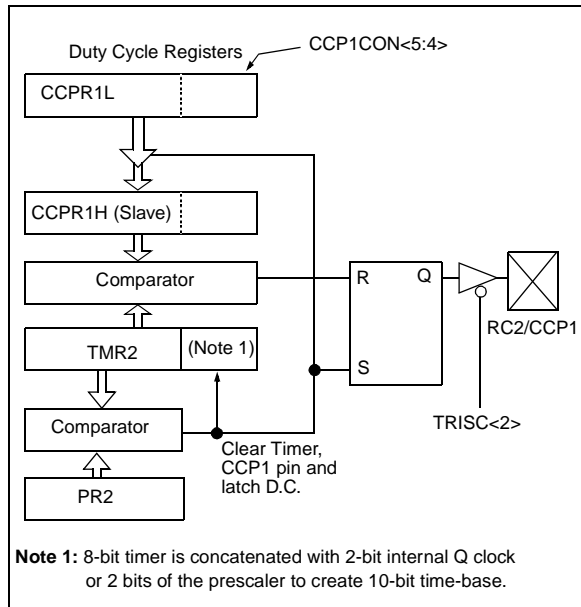 Duty Cycle Registers
CCP1CON<5:4>
CCPR1L
CCPR1H (Slave)
Comparator
R
Q
RC2/CCP1
TMR2
(Note 1)
S
TRISC<2>
Comparator
Clear Timer,
CCP1 pin and
latch D.C.
PR2
Note 1: 8-bit timer is concatenated with 2-bit internal Q clock
or 2 bits of the prescaler to create 10-bit time-base.